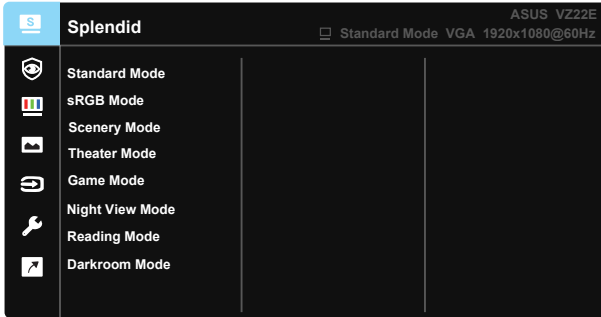 S
Splendid
ASUS VZ22E
Standard Mode VGA 1920x1080@60Hz
Standard Mode
sRGB Mode
Scenery Mode
Theater Mode
Game Mode
Night View Mode
Reading Mode
Darkroom Mode